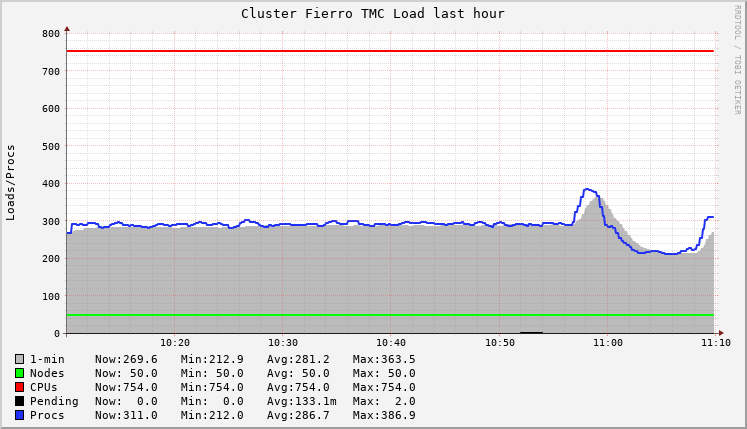 Cluster Fierro TMC Load last hour
RRDTOOL / TOBI OETIKER
Loads/Procs
800
700
600
500
400
300
200
100
0
10:20 10:30 10:40 10:50 11:00 11:10
1-min Now:269.6 Min:212.9 Avg:281.2 Max:363.5
Nodes Now: 50.0 Min: 50.0 Avg: 50.0 Max: 50.0
CPUs Now:754.0 Min:754.0 Avg:754.0 Max:754.0
Pending Now: 0.0 Min: 0.0 Avg:133.1m Max: 2.0
Procs Now:311.0 Min:212.0 Avg:286.7 Max:386.9